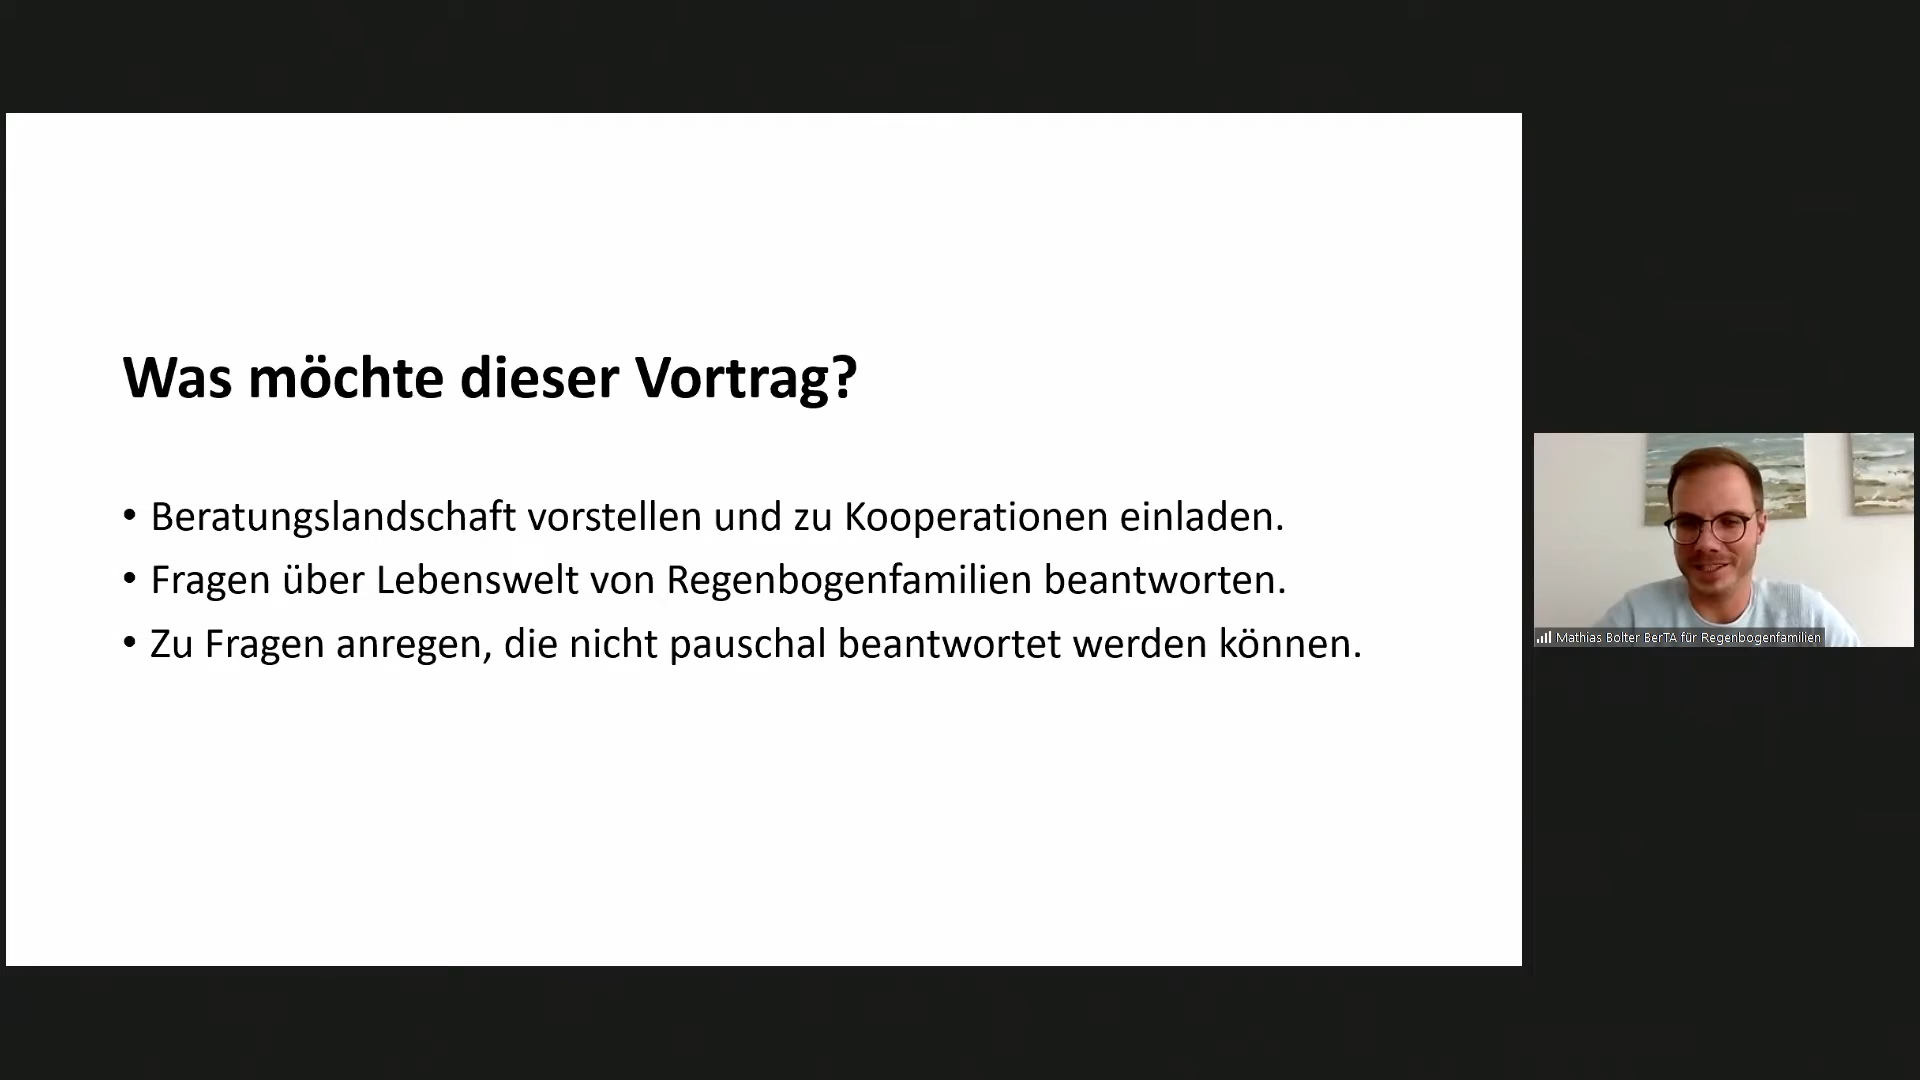 Was möchte dieser Vortrag?
• Beratungslandschaft vorstellen und zu Kooperationen einladen.
• Fragen über Lebenswelt von Regenbogenfamilien beantworten.
• Zu Fragen anregen, die nicht pauschal beantwortet werden können.
Mathias Bolter BerTA für Regenbogenfamilien